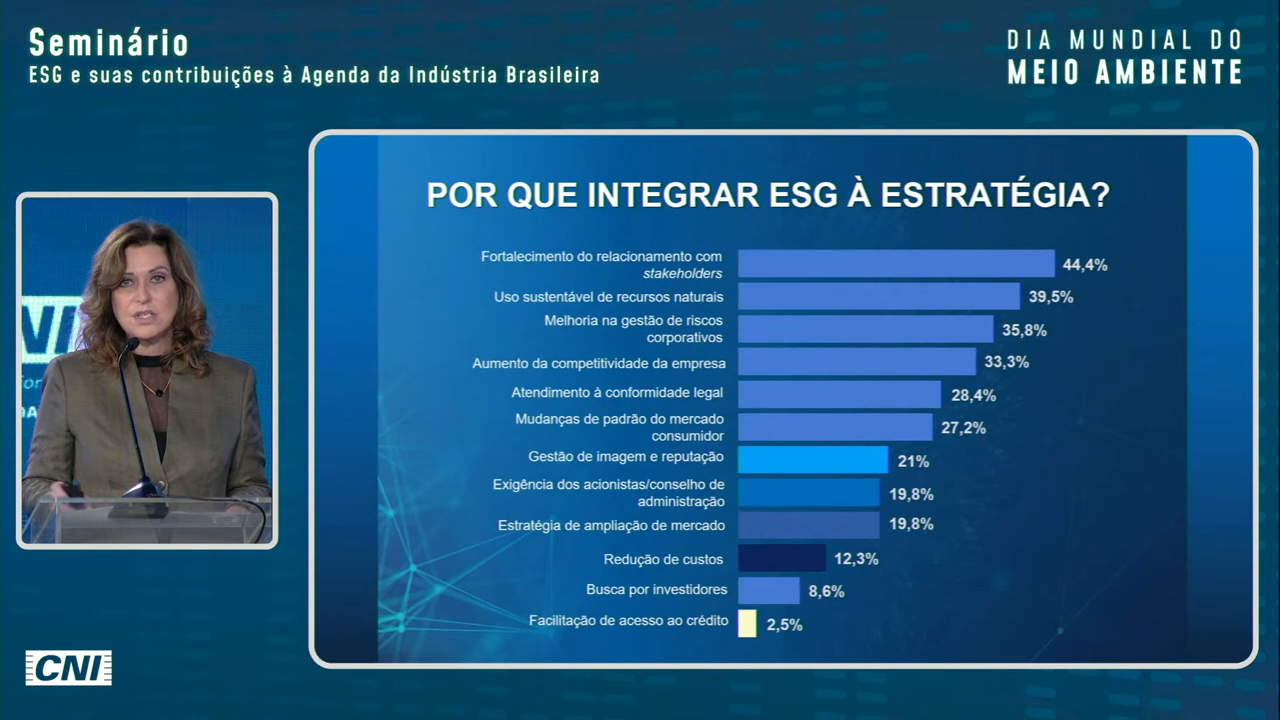 Seminário
ESG e suas contribuições à Agenda da Indústria Brasileira
DIA MUNDIAL DO
MEIO AMBIENTE
POR QUE INTEGRAR ESG À ESTRATÉGIA?
Fortalecimento do relacionamento com
stakeholders
44,4%
Uso sustentável de recursos naturais
39,5%
Melhoria na gestão de riscos
corporativos
35,8%
Aumento da competitividade da empresa
33,3%
Atendimento à conformidade legal
28,4%
Mudanças de padrão do mercado
consumidor
27,2%
Gestão de imagem e reputação
21%
Exigência dos acionistas/conselho de
administração
19,8%
Estratégia de ampliação de mercado
19,8%
Redução de custos
12,3%
Busca por investidores
8,6%
Facilitação de acesso ao crédito
2,5%
CNI